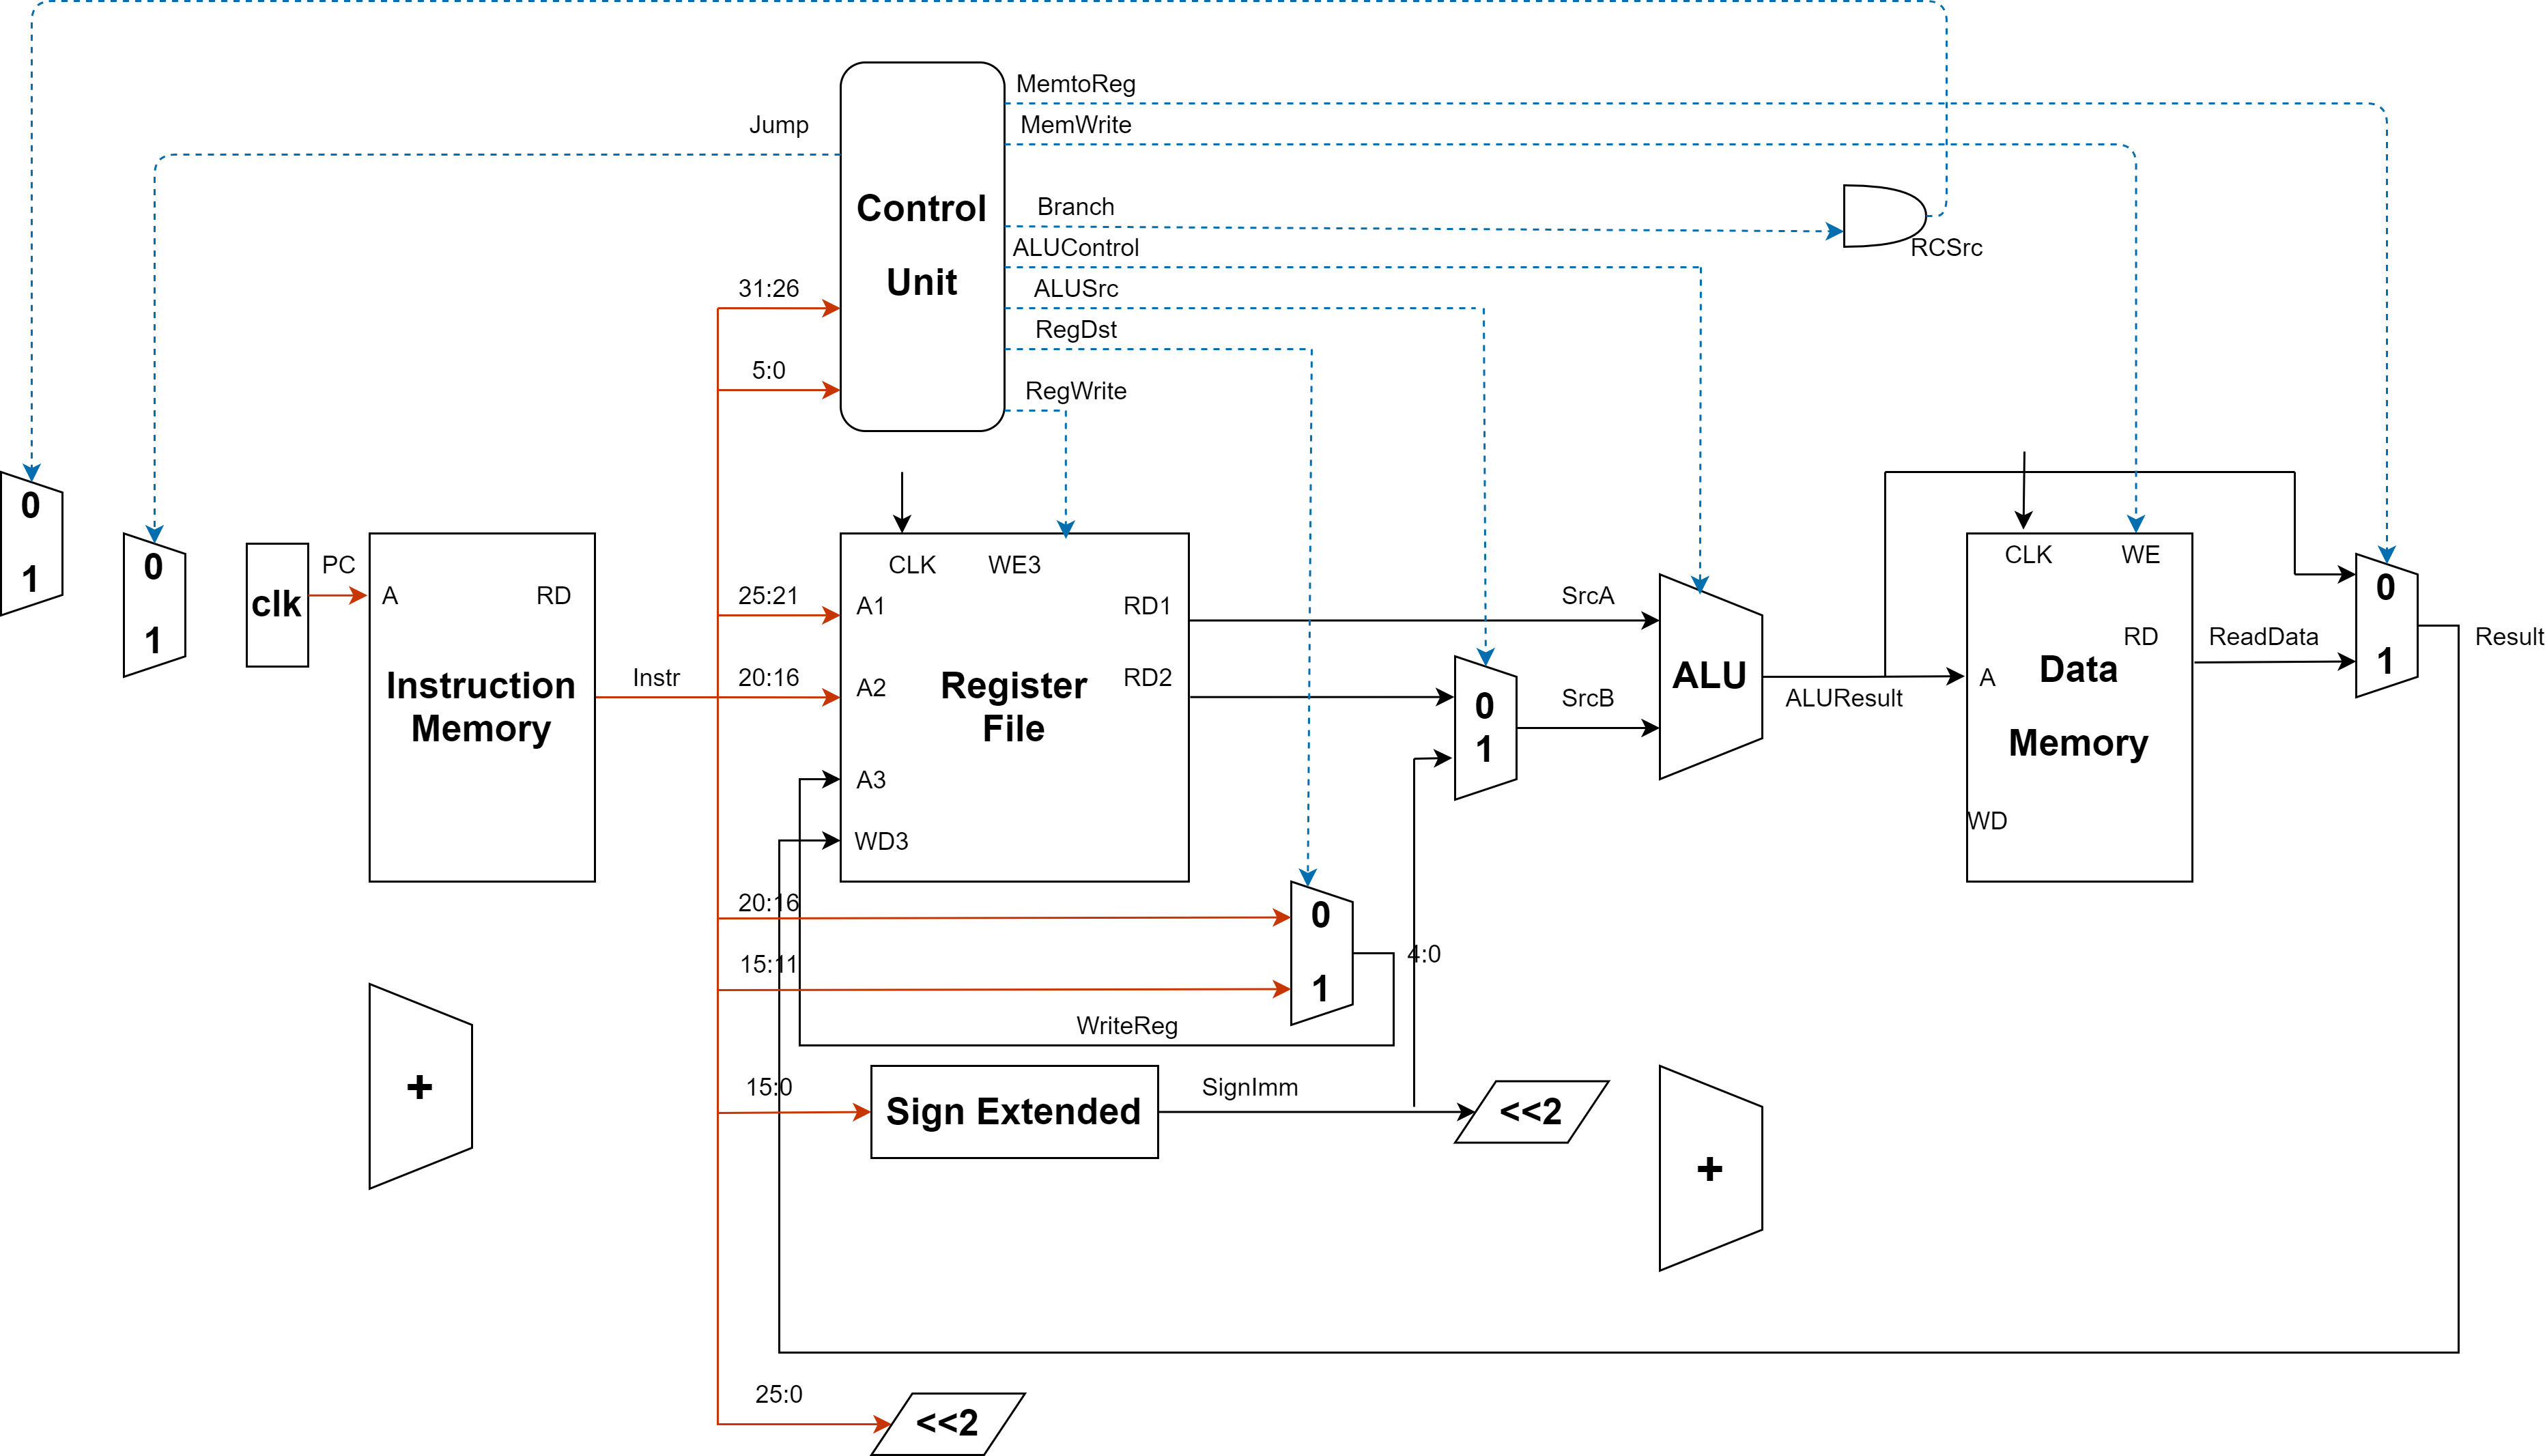 MemtoReg
Jump
MemWrite
Control
Unit
Branch
ALUControl
RCSrc
31:26
ALUSrc
RegDst
5:0
RegWrite
0
1
0
1
clk
PC
A
RD
Instruction
Memory
Instr
25:21
20:16
CLK
WE3
A1
RD1
A2
RD2
Register
File
A3
WD3
SrcA
0
1
SrcB
ALU
ALUResult
CLK
WE
RD
A
Data
Memory
WD
ReadData
0
1
Result
20:16
15:11
0
1
4:0
WriteReg
+
15:0
Sign Extended
SignImm
<<2
+
25:0
<<2